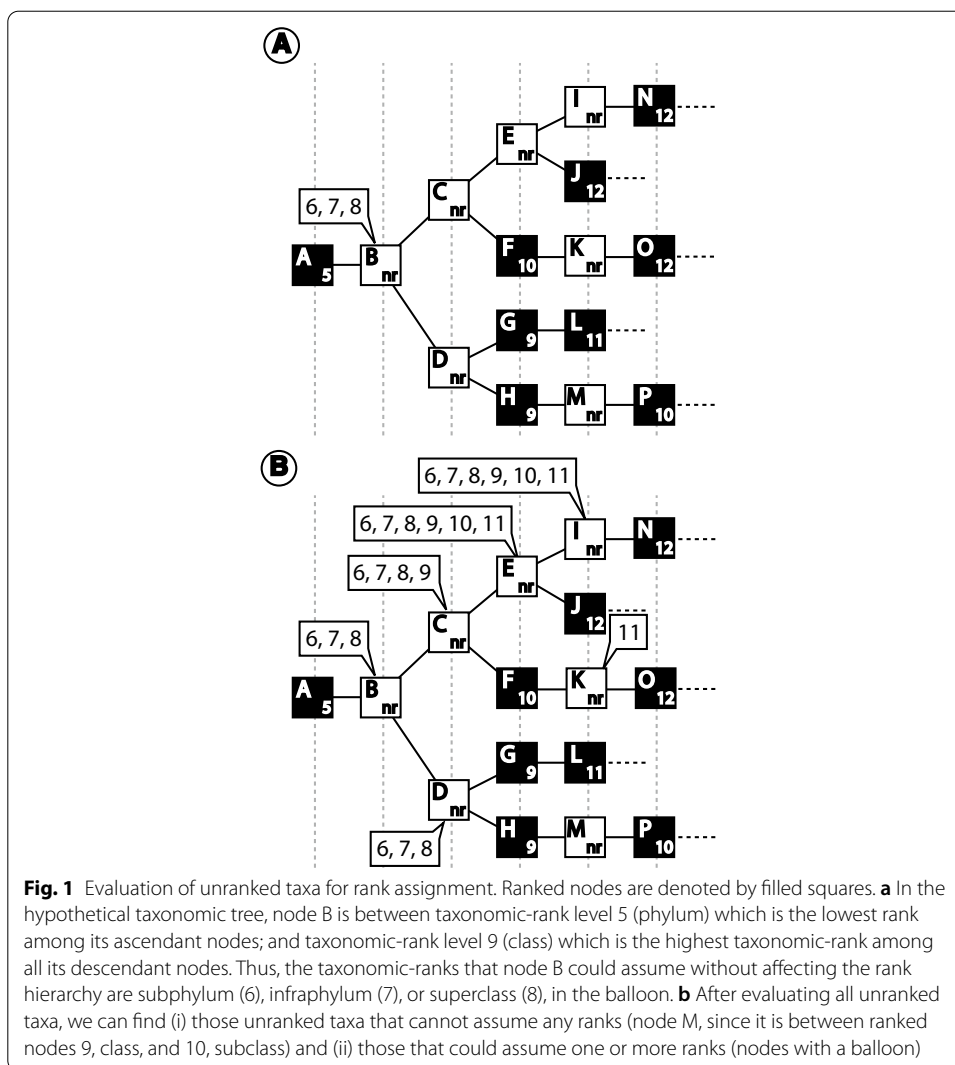 A
I
nr
N
12
E
nr
J
12
C
nr
6, 7, 8
A
5
B
nr
F
10
K
nr
O
12
G
9
L
11
D
nr
H
9
M
nr
P
10
B
6, 7, 8, 9, 10, 11
6, 7, 8, 9, 10, 11
I
nr
N
12
E
nr
6, 7, 8, 9
J
12
C
nr
11
6, 7, 8
A
5
B
nr
F
10
K
nr
O
12
G
9
L
11
D
nr
H
9
M
nr
P
10
6, 7, 8
Fig. 1 Evaluation of unranked taxa for rank assignment. Ranked nodes are denoted by filled squares. a In the
hypothetical taxonomic tree, node B is between taxonomic-rank level 5 (phylum) which is the lowest rank
among its ascendant nodes; and taxonomic-rank level 9 (class) which is the highest taxonomic-rank among
all its descendant nodes. Thus, the taxonomic-ranks that node B could assume without affecting the rank
hierarchy are subphylum (6), infraphylum (7), or superclass (8), in the balloon. b After evaluating all unranked
taxa, we can find (i) those unranked taxa that cannot assume any ranks (node M, since it is between ranked
nodes 9, class, and 10, subclass) and (ii) those that could assume one or more ranks (nodes with a balloon)